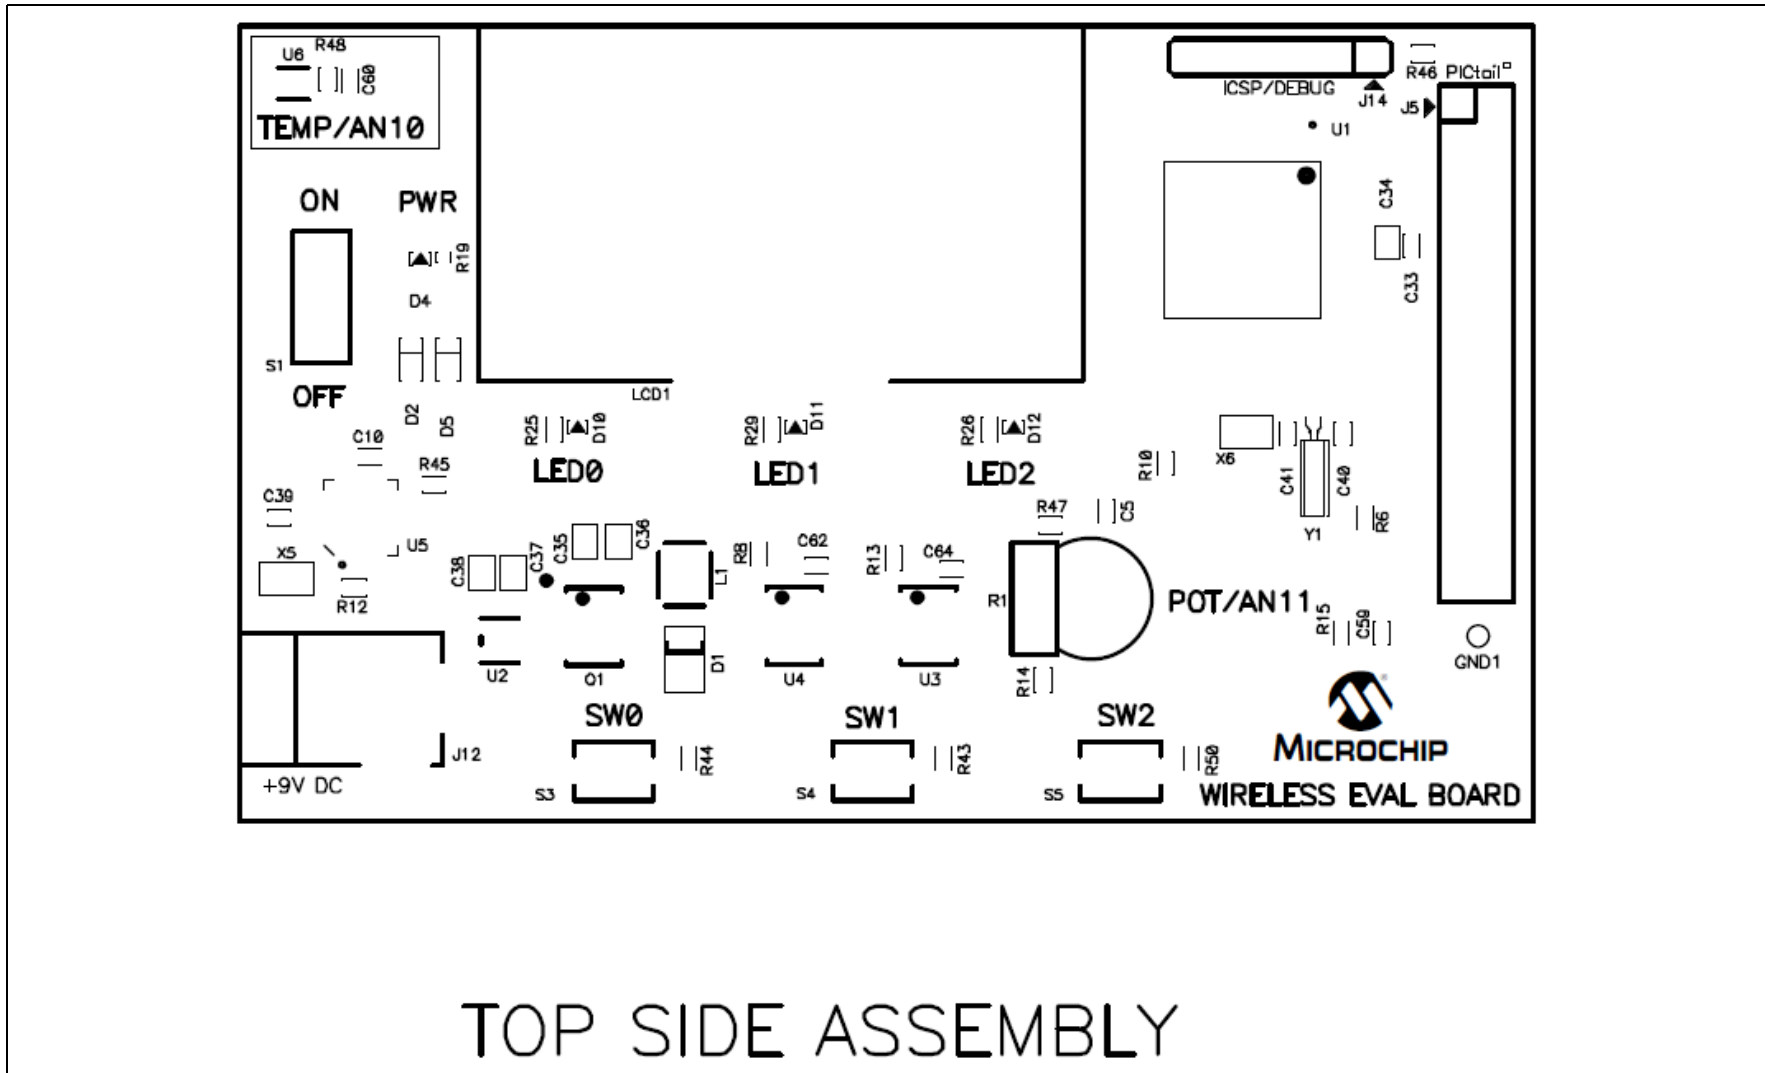 U6 R48
C60
TEMP/AN10
ICSP/DEBUG
J14
R46 PICtail
J5
U1
ON PWR
R19
D4
S1
OFF
D2
D5
LCD1
C34
C33
R25 D10
LED0
R29 D11
LED1
R26 D12
LED2
C10
R45
C39
U5
X5
R12
C38
C37
C35
C36
L1
R8
C62
R13
C64
R47
C5
R10
X6
C41
C40
Y1
R6
R1
POT/AN11
R15
C59
GND1
U2
Q1
D1
U4
U3
R14
SW0
SW1
SW2
R44
R43
R50
S3
S4
S5
J12
+9V DC
MICROCHIP
WIRELESS EVAL BOARD
TOP SIDE ASSEMBLY